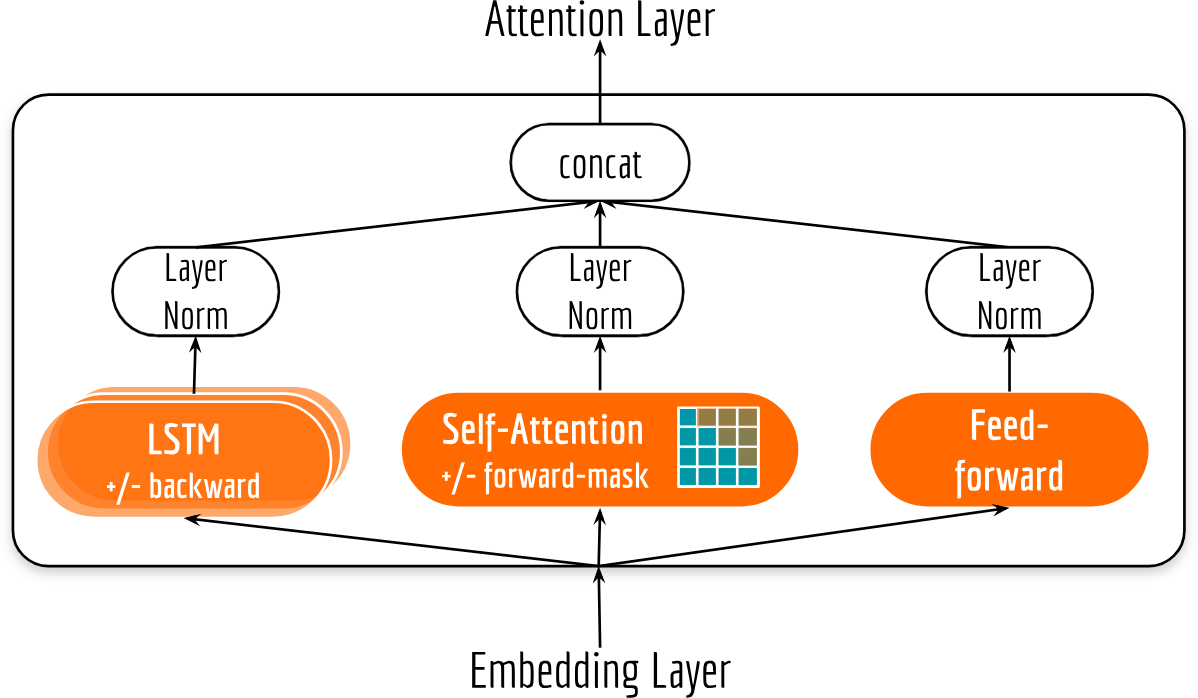 Attention Layer
concat
Layer
Norm
Layer
Norm
Layer
Norm
LSTM
+/- backward
Self-Attention
+/- forward-mask
Feed-
forward
Embedding Layer